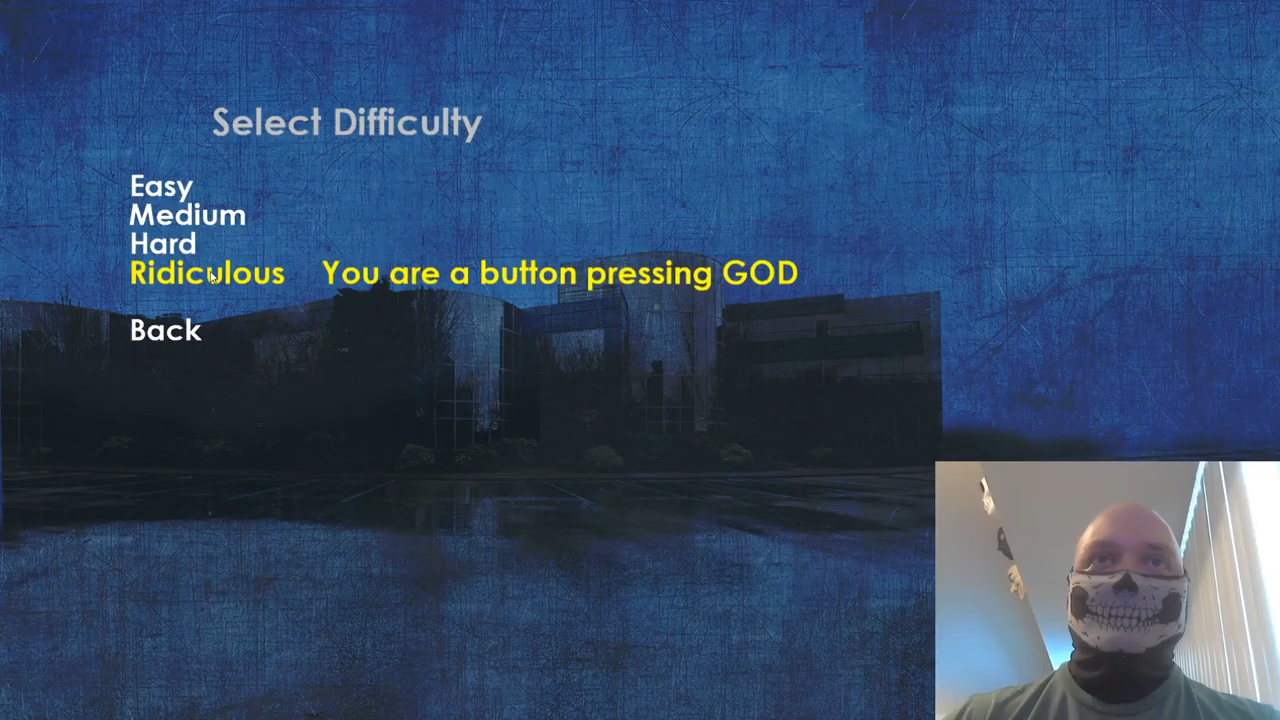 Select Difficulty
Easy
Medium
Hard
Ridiculous You are a button pressing GOD
Back